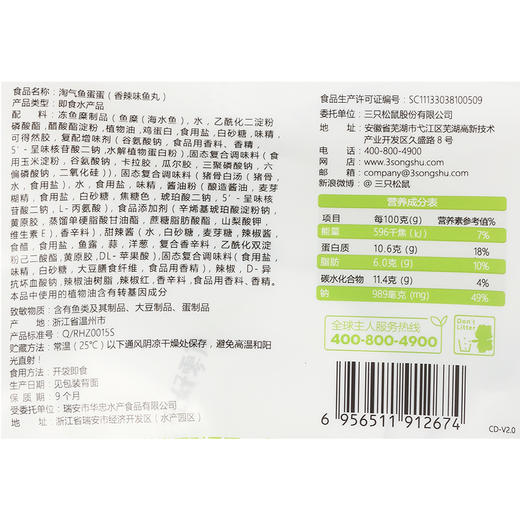 食品名称：淘气鱼蛋蛋（香辣味鱼丸）
产品类型：即食水产品
配    料：冻鱼糜制品（鱼糜（海水鱼），水，乙酰化二淀粉
磷酸酯，醋酸酯淀粉，植物油，鸡蛋白，食用盐，白砂糖，味精，
可得然胶，复配增味剂（谷氨酸钠，食品用香料，香精，
5'－呈味核苷酸二钠，水解植物蛋白粉），固态复合调味料（食
用玉米淀粉，谷氨酸钠，卡拉胶，瓜尔胶，三聚磷酸钠，六
偏磷酸钠，二氧化硅）），固态复合调味料（猪骨白汤（猪骨，
水，食用盐），水，食用盐，味精，酱油粉（酿造酱油，麦芽
糊精，食用盐），白砂糖，焦糖色，琥珀酸二钠，5'－呈味核
苷酸二钠，L-丙氨酸），食品添加剂（辛烯基琥珀酸淀粉钠，
黄原胶，蒸馏单硬脂酸甘油酯，蔗糖脂肪酸酯，山梨酸钾，
维生素E），香辛料），甜辣酱（水，白砂糖，麦芽糖，辣椒酱，
食醋，食用盐，鱼露，蒜，洋葱，复合香辛料，乙酰化双淀
粉己二酸酯，黄原胶，DL-苹果酸），固态复合调味料（食用盐，
味精，白砂糖，大豆膳食纤维，食品用香精），辣椒，D-异
抗坏血酸钠，辣椒油树脂，辣椒红，香辛料，食品用香料，香精。
本品中使用的植物油含有转基因成分
致敏物质：含有鱼类及其制品、大豆制品、蛋制品
产    地：浙江省温州市
产品标准号：Q/RHZ0015S
贮藏方法：常温（25℃）以下通风阴凉干燥处保存，避免高温和阳
光直射！
食用方法：开袋即食
生产日期：见包装背面
保 质 期：9个月
受委托单位：瑞安市华忠水产食品有限公司
地    址：浙江省瑞安市经济开发区（水产园区）
食品生产许可证编号：SC11133038100509
委托单位：三只松鼠股份有限公司
地    址：安徽省芜湖市弋江区芜湖高新技术
产业开发区久盛路8号
电    话：400-800-4900
网    址：www.3songshu.com
邮    箱：company@3songshu.com
新浪微博：@ 三只松鼠
营养成分表
项目 每100克(g) 营养素参考值%
能量 596千焦（kJ） 7%
蛋白质 10.6克(g) 18%
脂肪 6.0克(g) 10%
碳水化合物 11.4克(g) 4%
钠 989毫克(mg) 49%
全球主人服务热线
400-800-4900
Don't
Litter
6 956511 912674
CD-V2.0